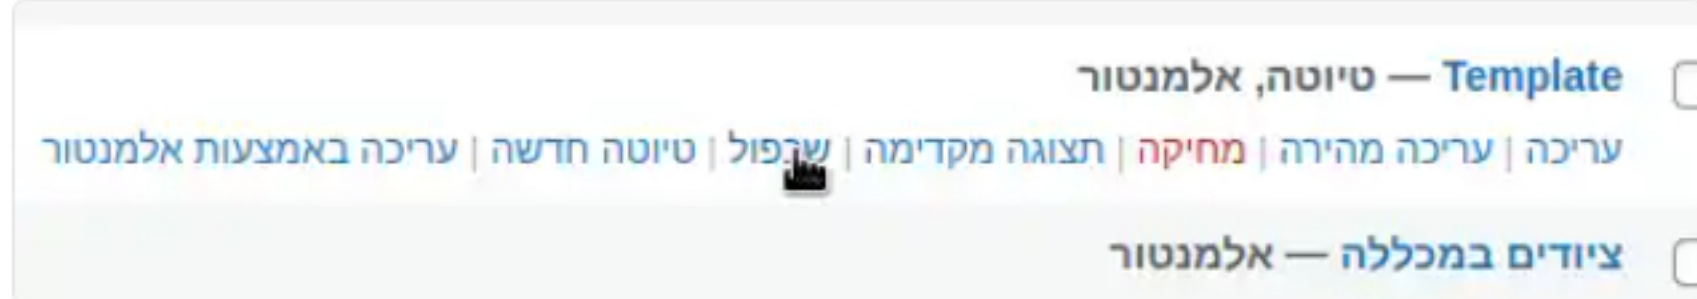 Template — טיוטה, אלמנטור
עריכה | עריכה מהירה | מחיקה | תצוגה מקדימה | שכפול | טיוטה חדשה | עריכה באמצעות אלמנטור
ציודים במכללה — אלמנטור